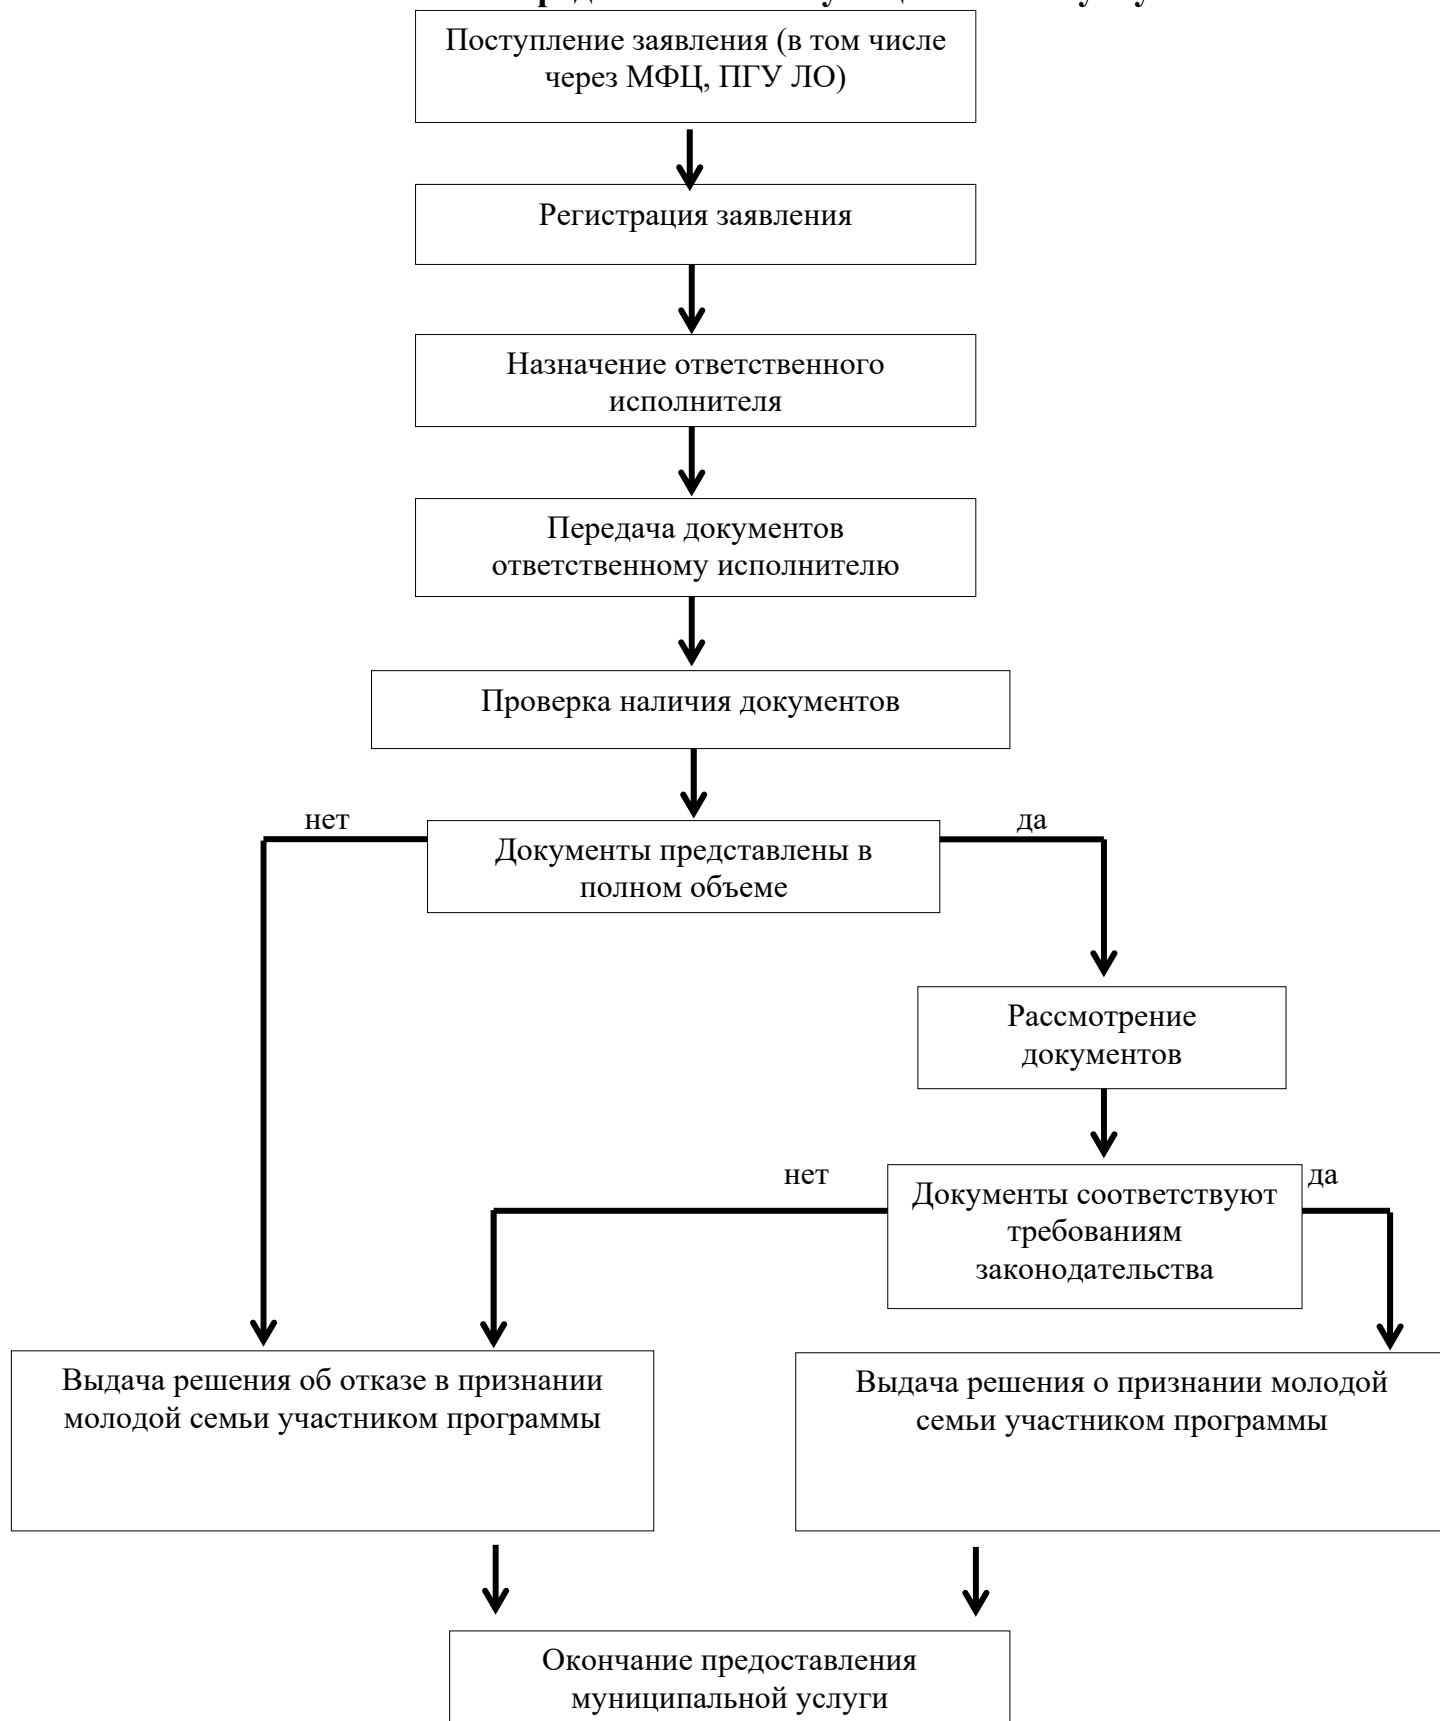 Поступление заявления (в том числе
через МФЦ, ПГУ ЛО)
Регистрация заявления
Назначение ответственного
исполнителя
Передача документов
ответственному исполнителю
Проверка наличия документов
нет
да
Документы представлены в
полном объеме
Рассмотрение
документов
нет
да
Документы соответствуют
требованиям
законодательства
Выдача решения об отказе в признании
молодой семьи участником программы
Выдача решения о признании молодой
семьи участником программы
Окончание предоставления
муниципальной услуги